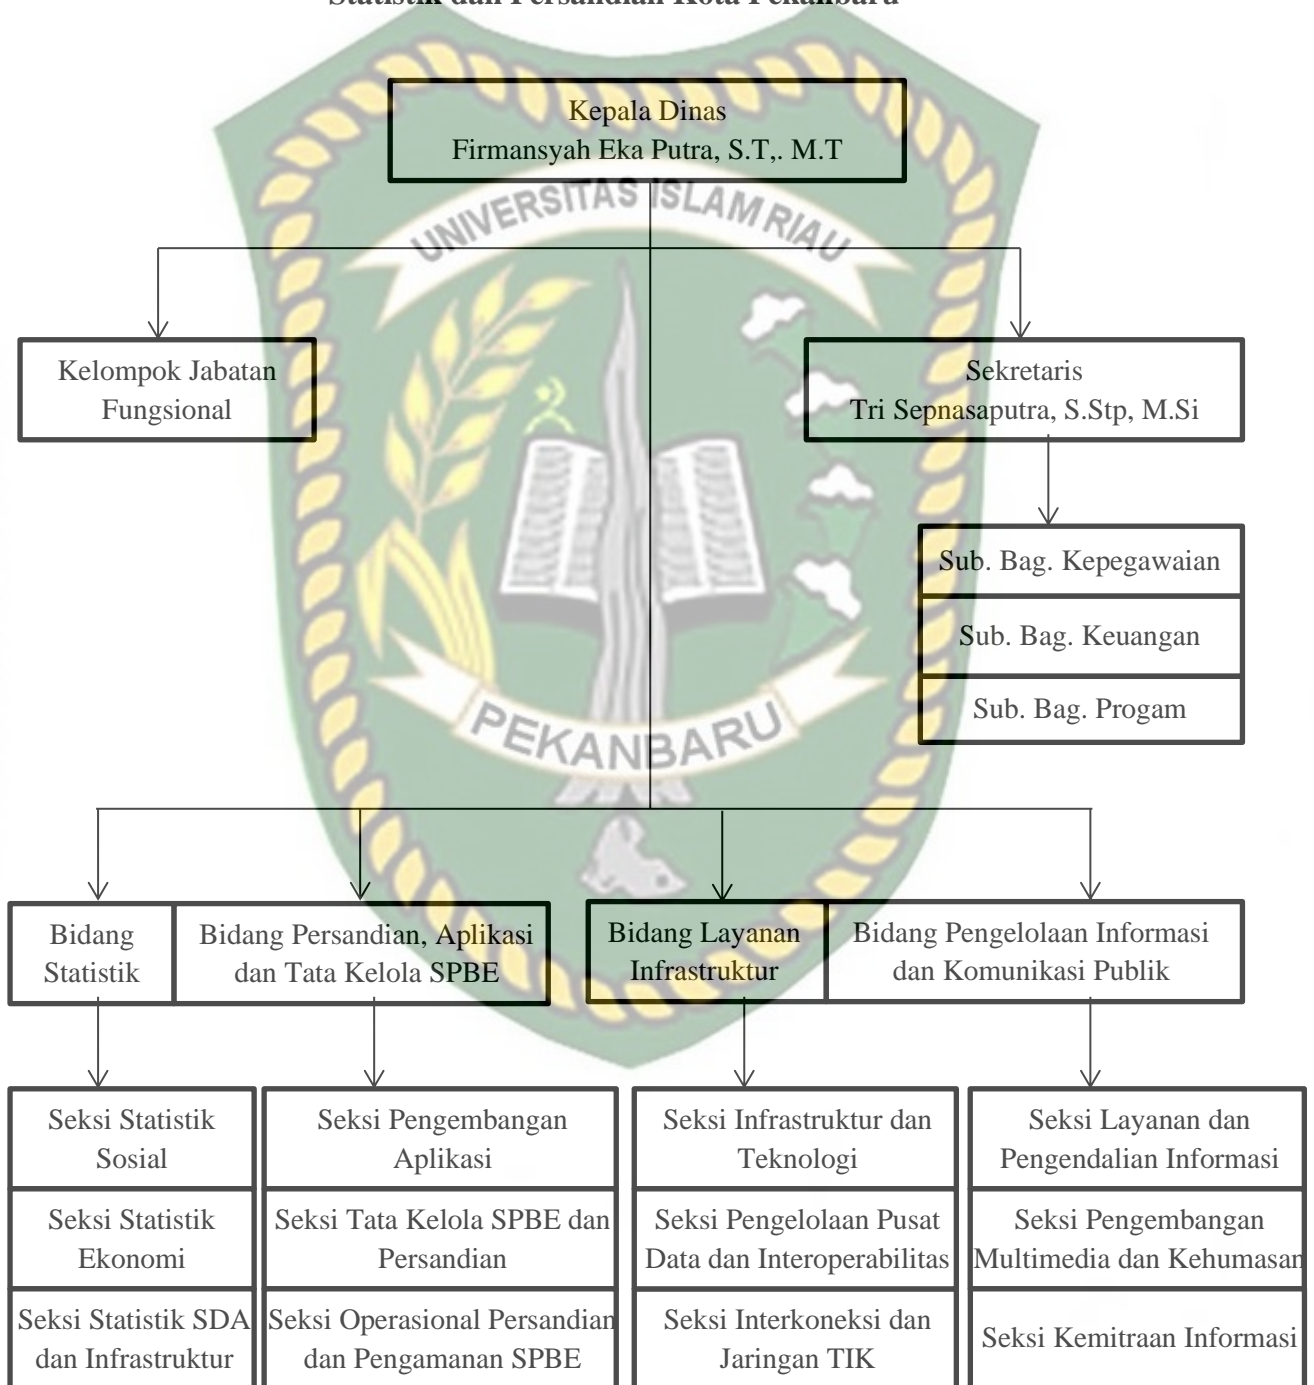 Statistik dan Persandian Kota Pekanbaru
Kepala Dinas
Firmansyah Eka Putra, S.T,. M.T
UNIVERSITAS ISLAM RIAU
Kelompok Jabatan
Fungsional
Sekretaris
Tri Sepnasaputra, S.Stp, M.Si
Sub. Bag. Kepegawaian
Sub. Bag. Keuangan
Sub. Bag. Progam
PEKANBARU
Bidang
Statistik
Bidang Persandian, Aplikasi
dan Tata Kelola SPBE
Bidang Layanan
Infrastruktur
Bidang Pengelolaan Informasi
dan Komunikasi Publik
Seksi Statistik
Sosial
Seksi Statistik
Ekonomi
Seksi Statistik SDA
dan Infrastruktur
Seksi Pengembangan
Aplikasi
Seksi Tata Kelola SPBE dan
Persandian
Seksi Operasional Persandian
dan Pengamanan SPBE
Seksi Infrastruktur dan
Teknologi
Seksi Pengelolaan Pusat
Data dan Interoperabilitas
Seksi Interkoneksi dan
Jaringan TIK
Seksi Layanan dan
Pengendalian Informasi
Seksi Pengembangan
Multimedia dan Kehumasan
Seksi Kemitraan Informasi